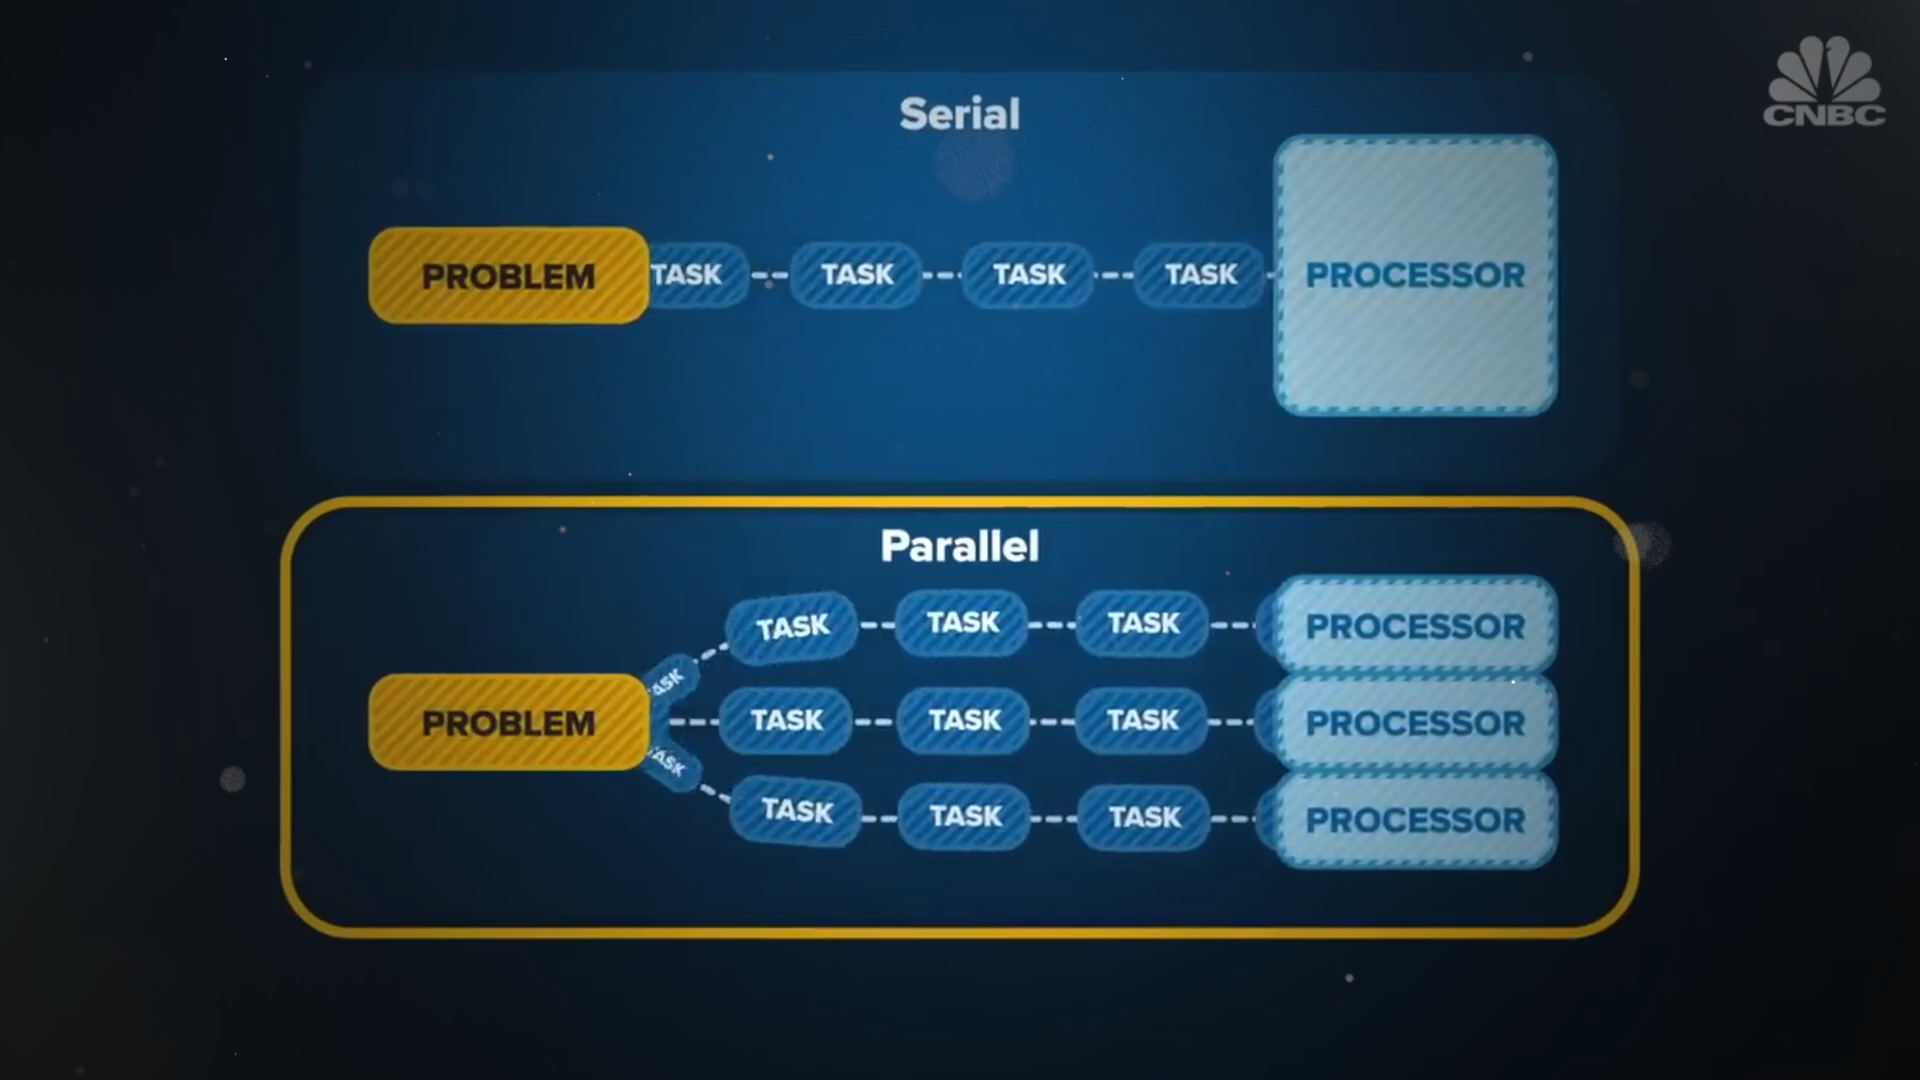 CNBC
Serial
PROBLEM TASK TASK TASK TASK PROCESSOR
Parallel
TASK TASK TASK PROCESSOR
PROBLEM TASK TASK TASK PROCESSOR
TASK TASK TASK PROCESSOR